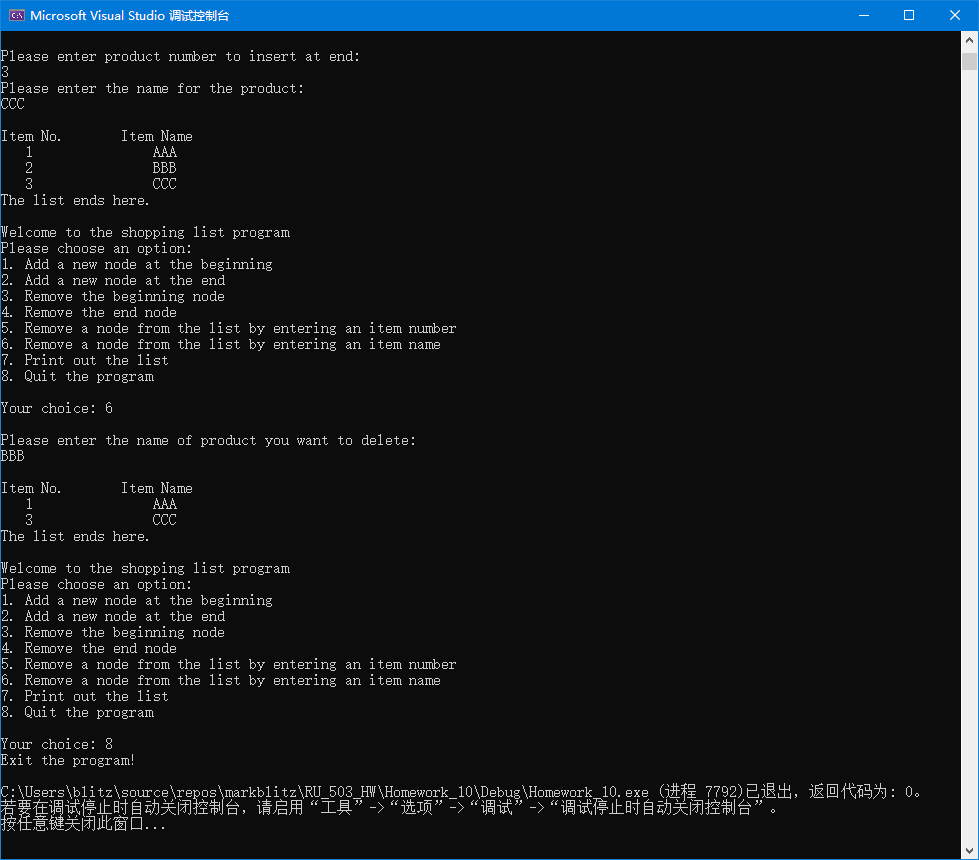 Microsoft Visual Studio 调试控制台
Please enter product number to insert at end:
3
Please enter the name for the product:
CCC
Item No.        Item Name
1               AAA
2               BBB
3               CCC
The list ends here.
Welcome to the shopping list program
Please choose an option:
1. Add a new node at the beginning
2. Add a new node at the end
3. Remove the beginning node
4. Remove the end node
5. Remove a node from the list by entering an item number
6. Remove a node from the list by entering an item name
7. Print out the list
8. Quit the program
Your choice: 6
Please enter the name of product you want to delete:
BBB
Item No.        Item Name
1               AAA
3               CCC
The list ends here.
Welcome to the shopping list program
Please choose an option:
1. Add a new node at the beginning
2. Add a new node at the end
3. Remove the beginning node
4. Remove the end node
5. Remove a node from the list by entering an item number
6. Remove a node from the list by entering an item name
7. Print out the list
8. Quit the program
Your choice: 8
Exit the program!
C:\Users\blitz\source\repos\markblitz\RU_503_HW\Homework_10\Debug\Homework_10.exe (进程 7792)已退出，返回代码为: 0。
若要在调试停止时自动关闭控制台，请启用“工具”->“选项”->“调试”->“调试停止时自动关闭控制台”。
按任意键关闭此窗口...